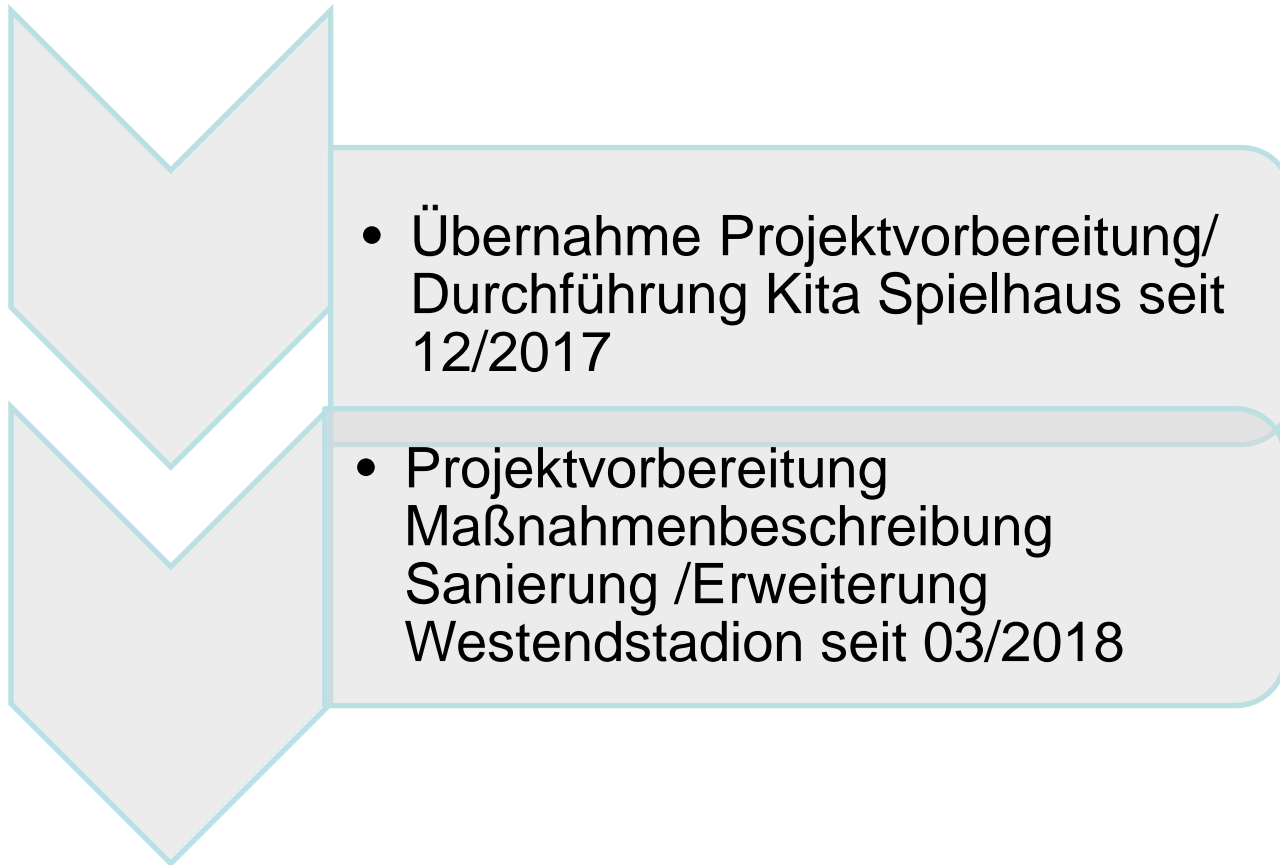 • Übernahme Projektvorbereitung/
Durchführung Kita Spielhaus seit
12/2017
• Projektvorbereitung
Maßnahmenbeschreibung
Sanierung /Erweiterung
Westendstadion seit 03/2018